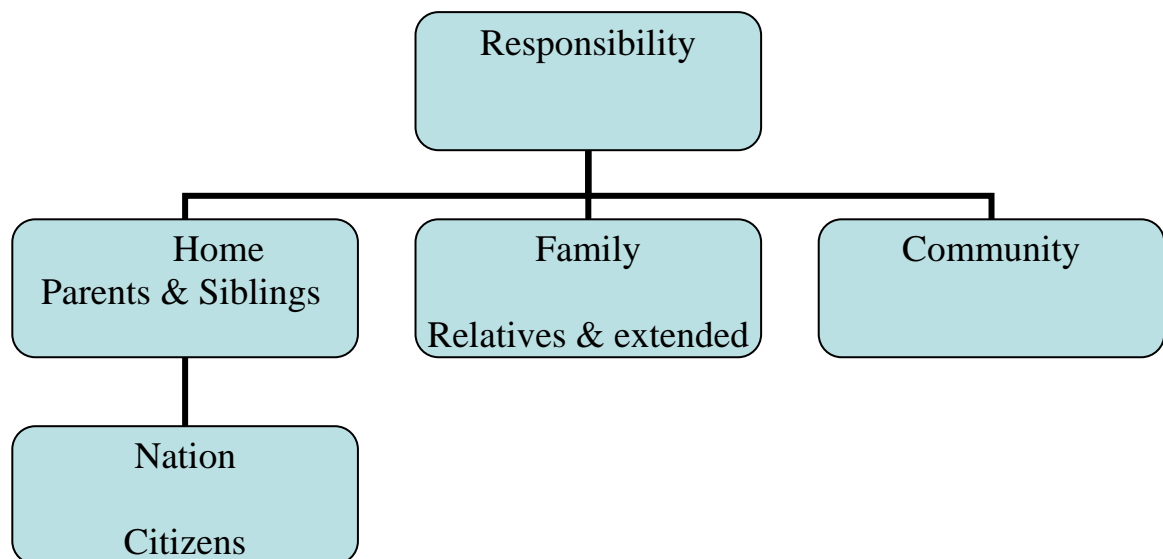 Responsibility
Home
Parents & Siblings
Family
Relatives & extended
Community
Nation
Citizens